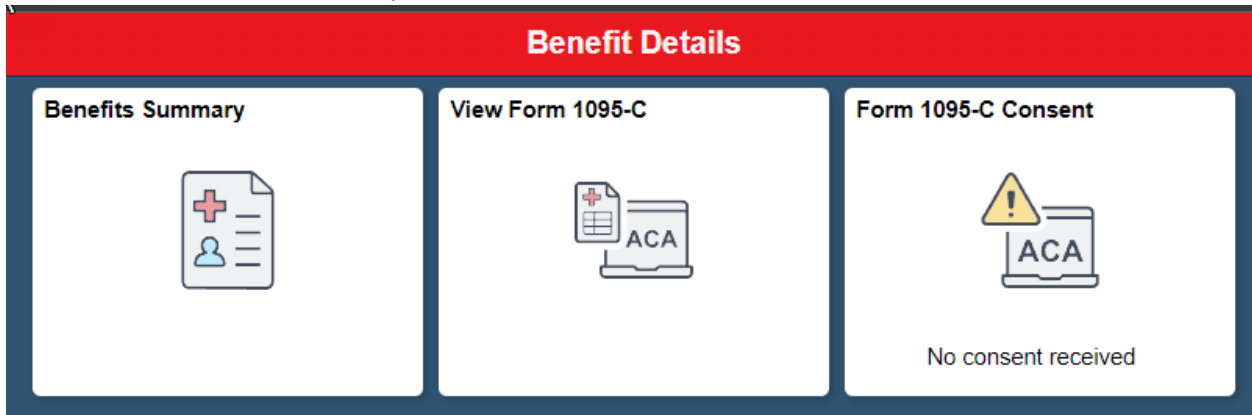 Benefit Details
Benefits Summary
View Form 1095-C
Form 1095-C Consent
ACA
ACA
No consent received